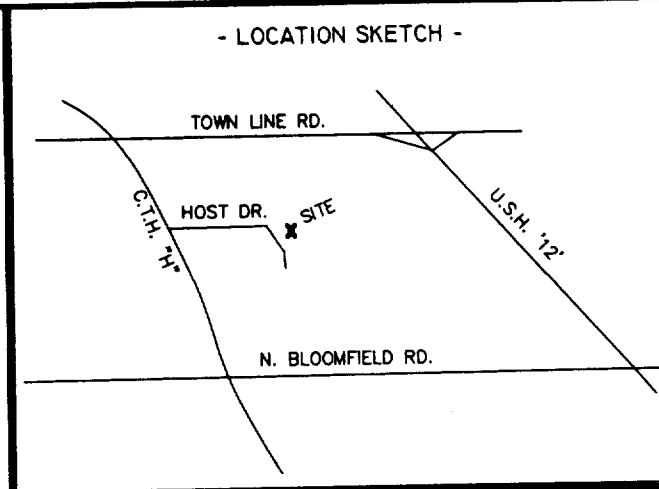 - LOCATION SKETCH -
TOWN LINE RD.
C.T.H. "H"
HOST DR.
X SITE
U.S.H. '12'
N. BLOOMFIELD RD.